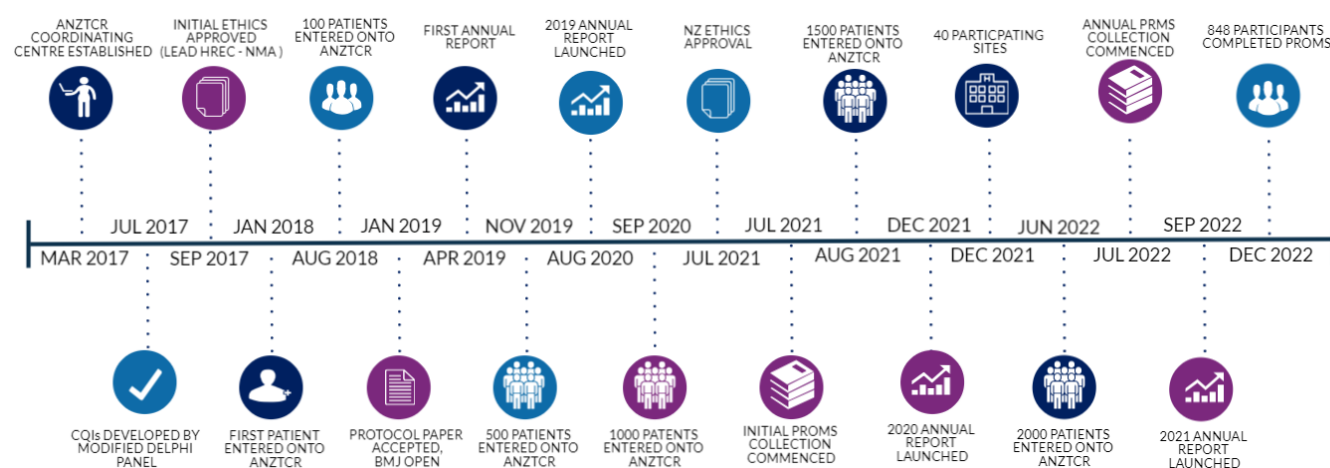 ANZTCR
COORDINATING
CENTRE ESTABLISHED
INITIAL ETHICS
APPROVED
(LEAD HREC - NMA )
100 PATIENTS
ENTERED ONTO
ANZTCR
FIRST ANNUAL
REPORT
2019 ANNUAL
REPORT
LAUNCHED
NZ ETHICS
APPROVAL
1500 PATIENTS
ENTERED ONTO
ANZTCR
40 PARTICPATING
SITES
ANNUAL PRMS
COLLECTION
COMMENCED
848 PARTICIPANTS
COMPLETED PROMS
JUL 2017 JAN 2018 JAN 2019 NOV 2019 SEP 2020 JUL 2021 DEC 2021 JUN 2022 SEP 2022
MAR 2017 SEP 2017 AUG 2018 APR 2019 AUG 2020 JUL 2021 AUG 2021 DEC 2021 JUL 2022 DEC 2022
CQIs DEVELOPED BY
MODIFIED DELPHI
PANEL
FIRST PATIENT
ENTERED ONTO
ANZTCR
PROTOCOL PAPER
ACCEPTED,
BMJ OPEN
500 PATIENTS
ENTERED ONTO
ANZTCR
1000 PATENTS
ENTERED ONTO
ANZTCR
INITIAL PROMS
COLLECTION
COMMENCED
2020 ANNUAL
REPORT
LAUNCHED
2000 PATIENTS
ENTERED ONTO
ANZTCR
2021 ANNUAL
REPORT
LAUNCHED